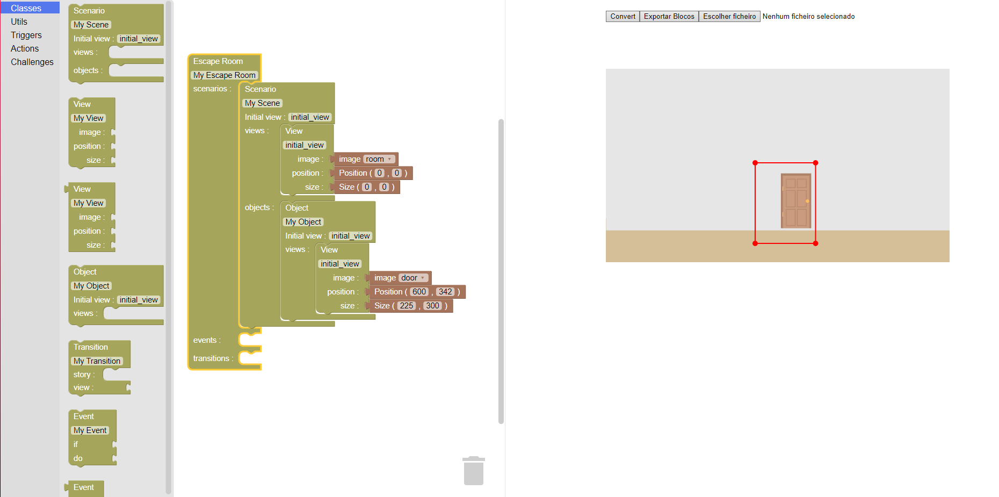 Classes
Utils
Triggers
Actions
Challenges
Scenario
My Scene
Initial view : initial_view
views :
objects :
View
My View
image :
position :
size :
View
My View
image :
position :
size :
Object
My Object
Initial view : initial_view
views :
Transition
My Transition
story :
view :
Event
My Event
if
do
Event
Escape Room
My Escape Room
scenarios :
Scenario
My Scene
Initial view : initial_view
views :
View
initial_view
image : image room
position : Position ( 0 , 0 )
size : Size ( 0 , 0 )
objects :
Object
My Object
Initial view : initial_view
views :
View
initial_view
image : image door
position : Position ( 600 , 342 )
size : Size ( 225 , 300 )
events :
transitions :
Convert Exportar Blocos Escolher ficheiro Nenhum ficheiro selecionado